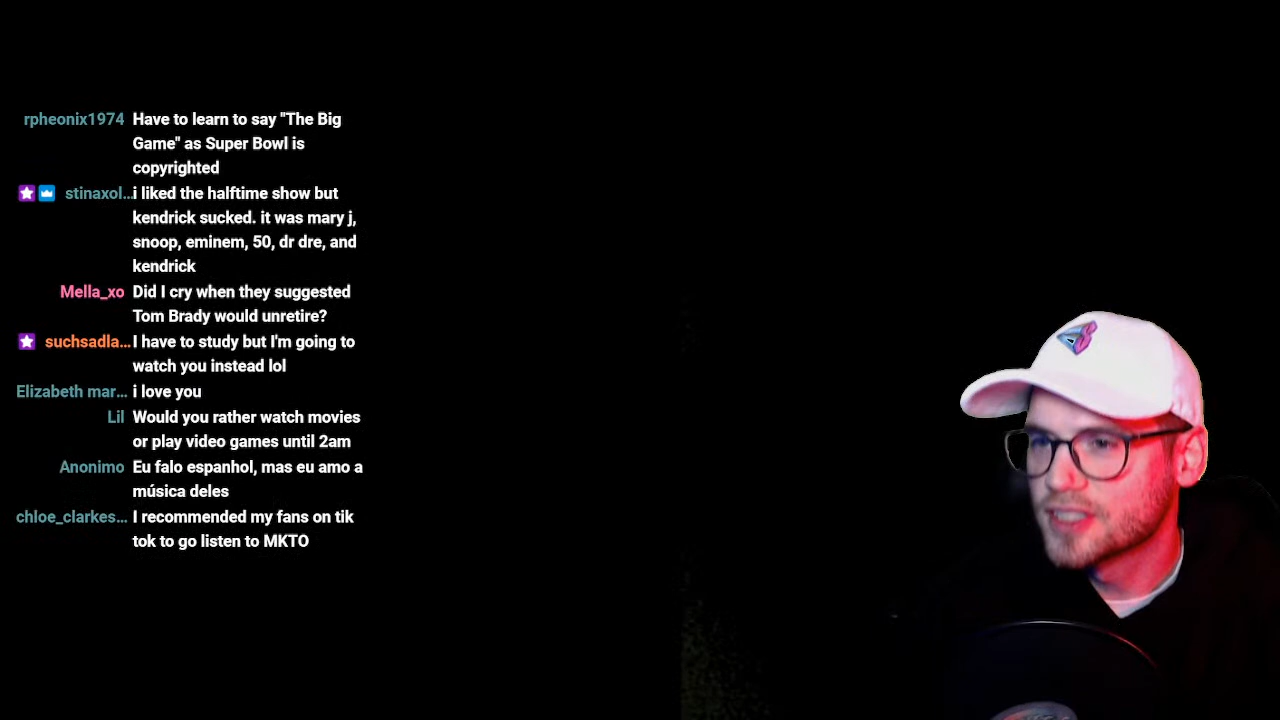 rpheonix1974 Have to learn to say "The Big
Game" as Super Bowl is
copyrighted
stinaxol... i liked the halftime show but
kendrick sucked. it was mary j,
snoop, eminem, 50, dr dre, and
kendrick
Mella_xo Did I cry when they suggested
Tom Brady would unretire?
suchsadla... I have to study but I'm going to
watch you instead lol
Elizabeth mar... i love you
Lil Would you rather watch movies
or play video games until 2am
Anonimo Eu falo espanhol, mas eu amo a
música deles
chloe_clarkes... I recommended my fans on tik
tok to go listen to MKTO